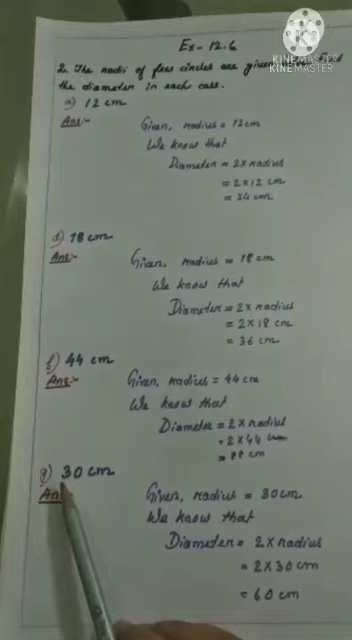 KINEMASTER
KINEMASTER
Ex - 12.6
2. The radii of few circles are given
the diameter in each case.
a) 12 cm
Ans:-
Given, radius = 12 cm
We know that
Diameter = 2 x radius
= 2 x 12 cm
= 24 cm
d) 18 cm
Ans:-
Given, radius = 18 cm
We know that
Diameter = 2 x radius
= 2 x 18 cm
= 36 cm
f) 44 cm
Ans:-
Given, radius = 44 cm
We know that
Diameter = 2 x radius
= 2 x 44 cm
= 88 cm
g) 30 cm
Ans
Given, radius = 30 cm
We know that
Diameter = 2 x radius
= 2 x 30 cm
= 60 cm